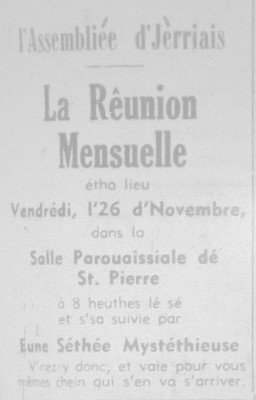 l'Assembliée d'Jèrriais
La Rêunion
Mensuelle
étha lieu
Vendrédi, l'26 d'Novembre,
dans la
Salle Parouaîssiale dé
St. Pierre
à 8 heuthes lé sé
et s'sa suivie par
Eune Séthée Mystéthieuse
V'nez-y donc, et vaie pour vous
mêmes chein qui s'en va s'arriver.